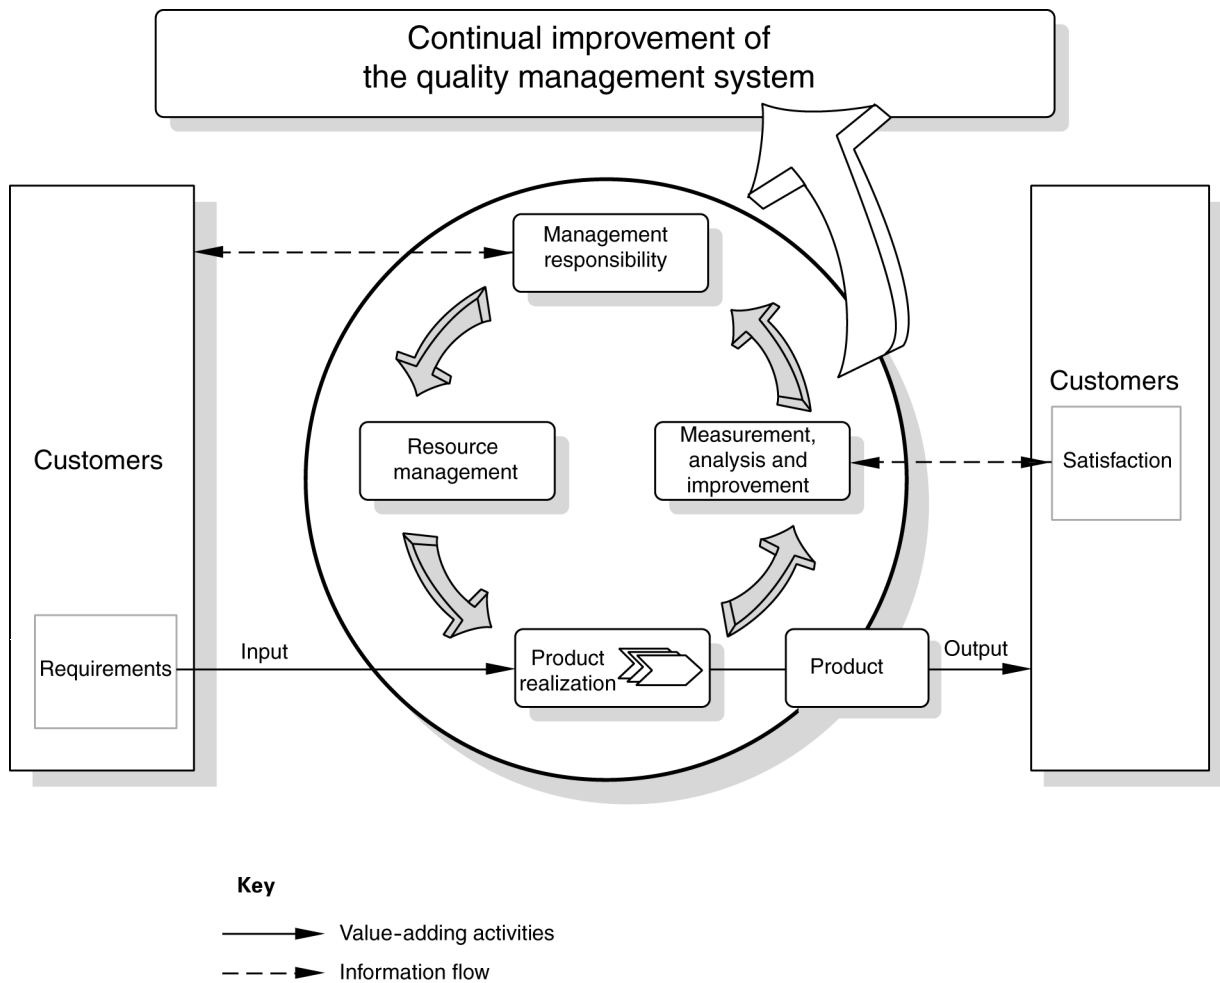 Continual improvement of
the quality management system
Management
responsibility
Customers
Resource
management
Measurement,
analysis and
improvement
Customers
Satisfaction
Requirements
Input
Product
realization
Product
Output
Key
Value-adding activities
Information flow